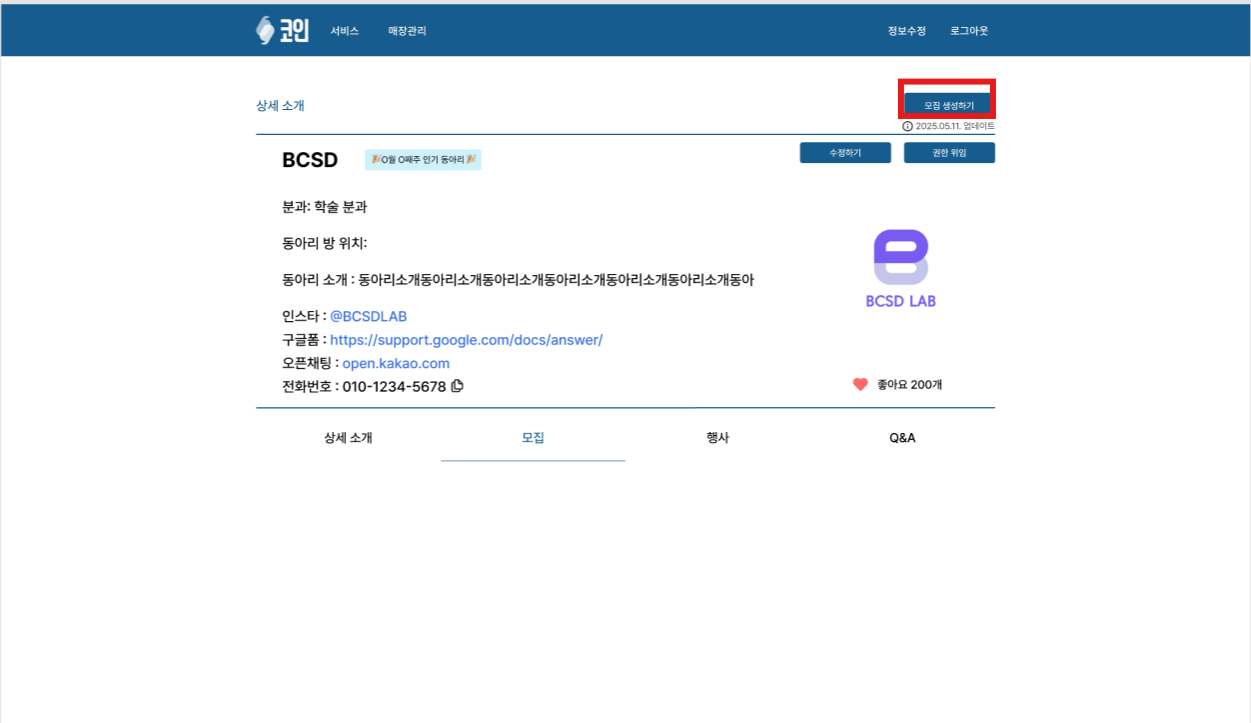 코인 서비스 매장관리 정보수정 로그아웃
상세 소개
모집 생성하기
2025.05.11. 업데이트
BCSD
🎉O월 O째주 인기 동아리🎉
수정하기
권한 위임
분과: 학술 분과
동아리 방 위치:
동아리 소개 : 동아리소개동아리소개동아리소개동아리소개동아리소개동아리소개동아
인스타 : @BCSDLAB
구글폼 : https://support.google.com/docs/answer/
오픈채팅 : open.kakao.com
전화번호 : 010-1234-5678
BCSD LAB
좋아요 200개
상세 소개 모집 행사 Q&A